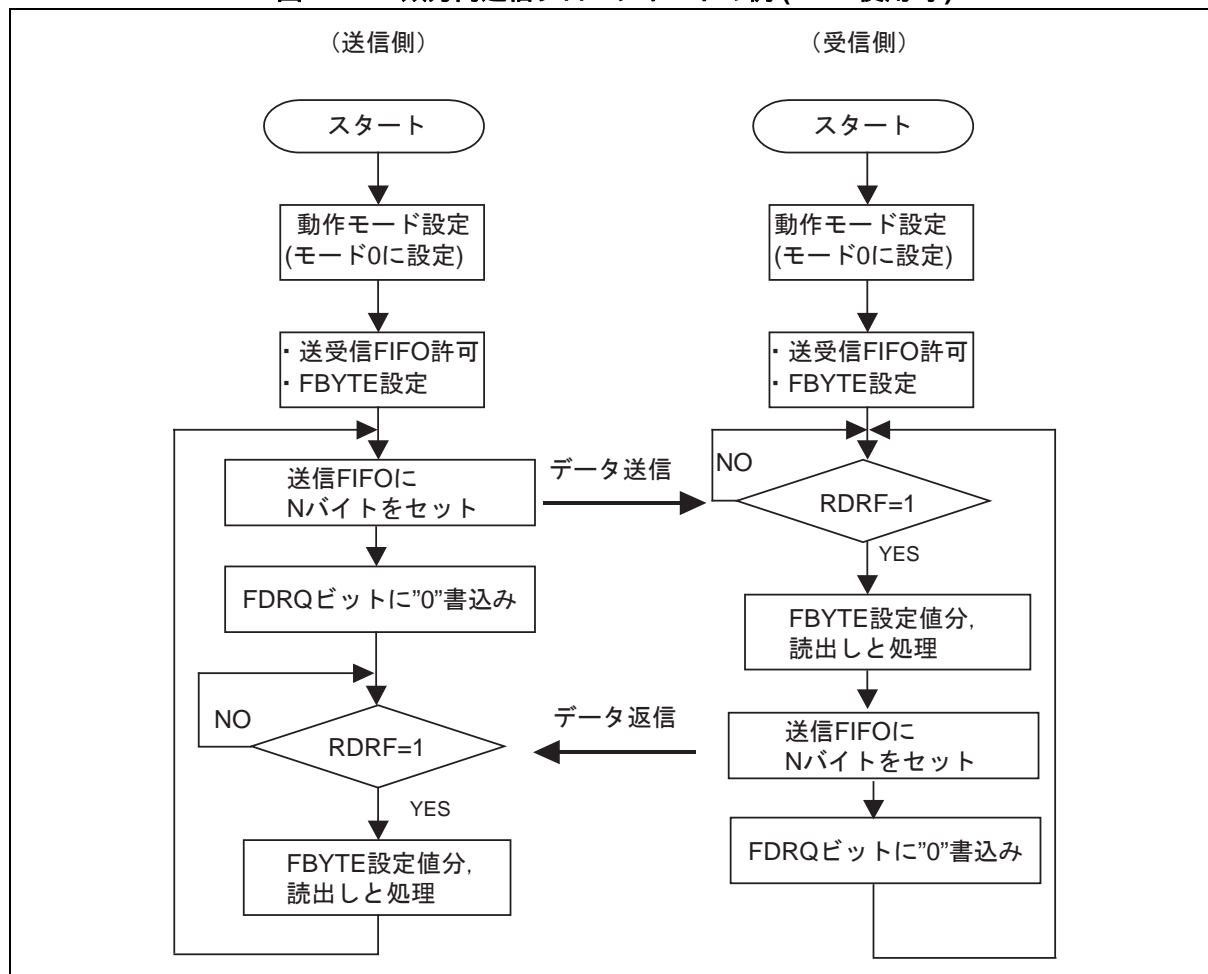 （送信側）
スタート
動作モード設定
(モード0に設定)
・送受信FIFO許可
・FBYTE設定
送信FIFOに
Nバイトをセット
FDRQビットに”0”書込み
NO
RDRF=1
YES
FBYTE設定値分,
読出しと処理
データ送信
データ返信
（受信側）
スタート
動作モード設定
(モード0に設定)
・送受信FIFO許可
・FBYTE設定
NO
RDRF=1
YES
FBYTE設定値分,
読出しと処理
送信FIFOに
Nバイトをセット
FDRQビットに”0”書込み